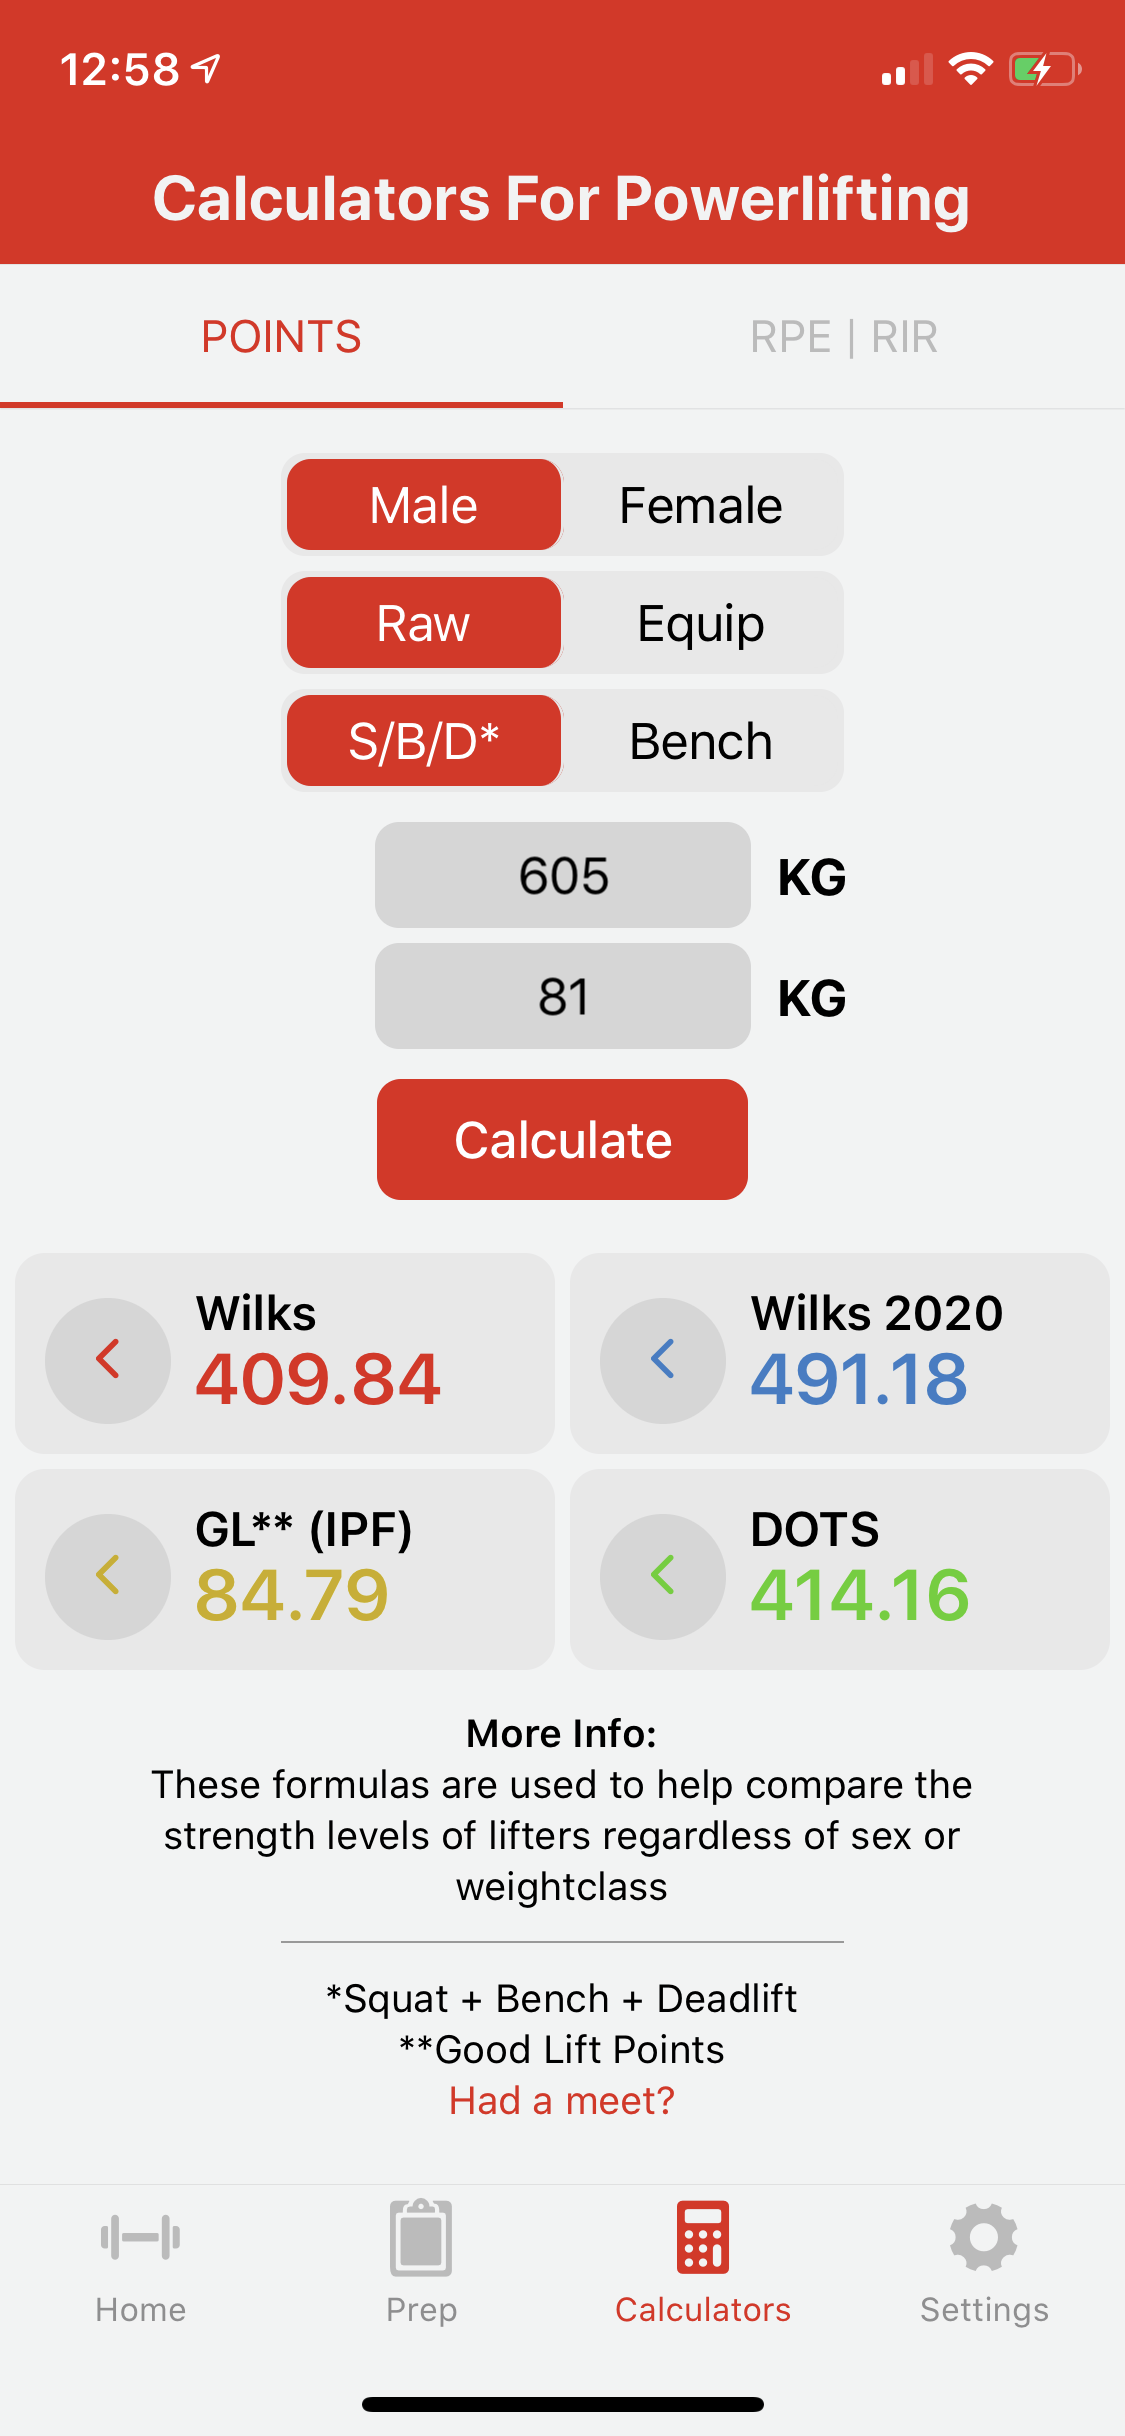 12:58
Calculators For Powerlifting
POINTS
RPE | RIR
Male
Female
Raw
Equip
S/B/D*
Bench
605
KG
81
KG
Calculate
Wilks
409.84
Wilks 2020
491.18
GL** (IPF)
84.79
DOTS
414.16
More Info:
These formulas are used to help compare the
strength levels of lifters regardless of sex or
weightclass
*Squat + Bench + Deadlift
**Good Lift Points
Had a meet?
Home
Prep
Calculators
Settings